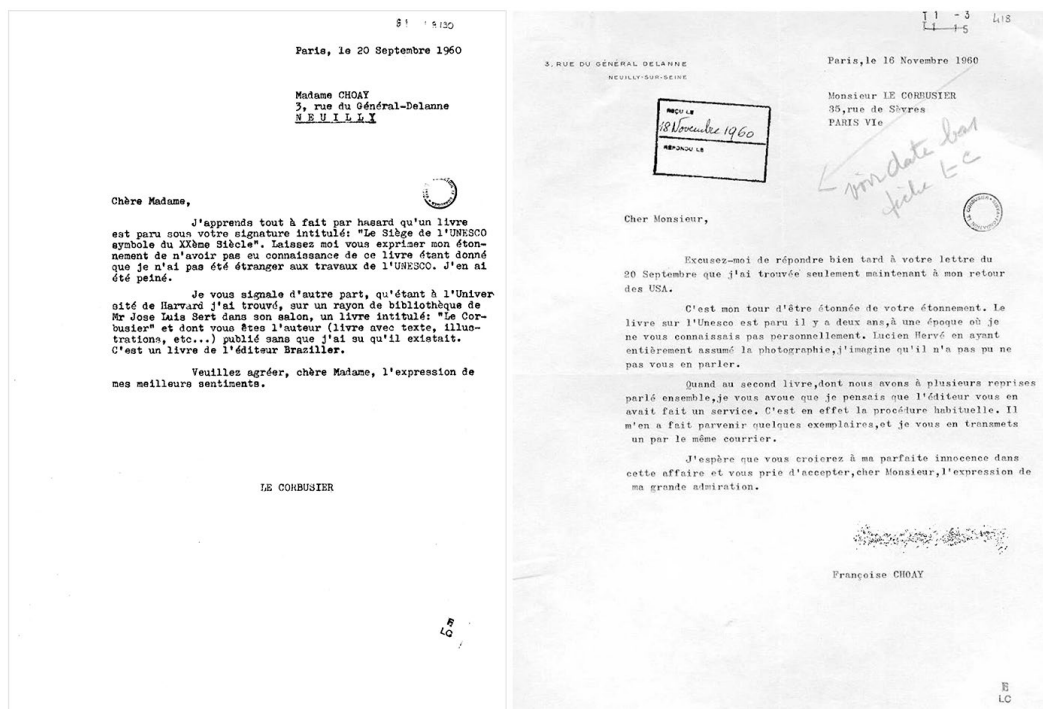 Paris, le 20 Septembre 1960
Madame CHOAY
3, rue du Général-Delanne
NEUILLY
Chère Madame,
J'apprends tout à fait par hasard qu'un livre
est paru sous votre signature intitulé: "Le Siège de l'UNESCO
symbole du XXème Siècle". Laissez moi vous exprimer mon éton-
nement de n'avoir pas eu connaissance de ce livre étant donné
que je n'ai pas été étranger aux travaux de l'UNESCO. J'en ai
été peiné.
Je vous signale d'autre part, qu'étant à l'Univer
sité de Harvard j'ai trouvé, sur un rayon de bibliothèque de
Mr Jose Luis Sert dans son salon, un livre intitulé: "Le Cor-
busier" et dont vous êtes l'auteur (livre avec texte, illus-
trations, etc...) publié sans que j'ai su qu'il existait.
C'est un livre de l'éditeur Braziller.
Veuillez agréer, chère Madame, l'expression de
mes meilleurs sentiments.
LE CORBUSIER
LC
T1 - 3
418
3, RUE DU GÉNÉRAL DELANNE
NEUILLY-SUR-SEINE
Paris,le 16 Novembre 1960
Monsieur LE CORBUSIER
35,rue de Sèvres
PARIS VIe
REÇU LE
18 Novembre 1960
RÉPONDU LE
voir date
fiche LC
Cher Monsieur,
Excusez-moi de répondre bien tard à votre lettre du
20 Septembre que j'ai trouvée seulement maintenant à mon retour
des USA.
C'est mon tour d'être étonnée de votre étonnement. Le
livre sur l'Unesco est paru il y a deux ans,à une époque où je
ne vous connaissais pas personnellement. Lucien Hervé en ayant
entièrement assumé la photographie,j'imagine qu'il n'a pas pu ne
pas vous en parler.
Quand au second livre,dont nous avons à plusieurs reprises
parlé ensemble,je vous avoue que je pensais que l'éditeur vous en
avait fait un service. C'est en effet la procédure habituelle. Il
m'en a fait parvenir quelques exemplaires,et je vous en transmets
un par le même courrier.
J'espère que vous croirez à ma parfaite innocence dans
cette affaire et vous prie d'accepter,cher Monsieur,l'expression de
ma grande admiration.
Françoise CHOAY
LC